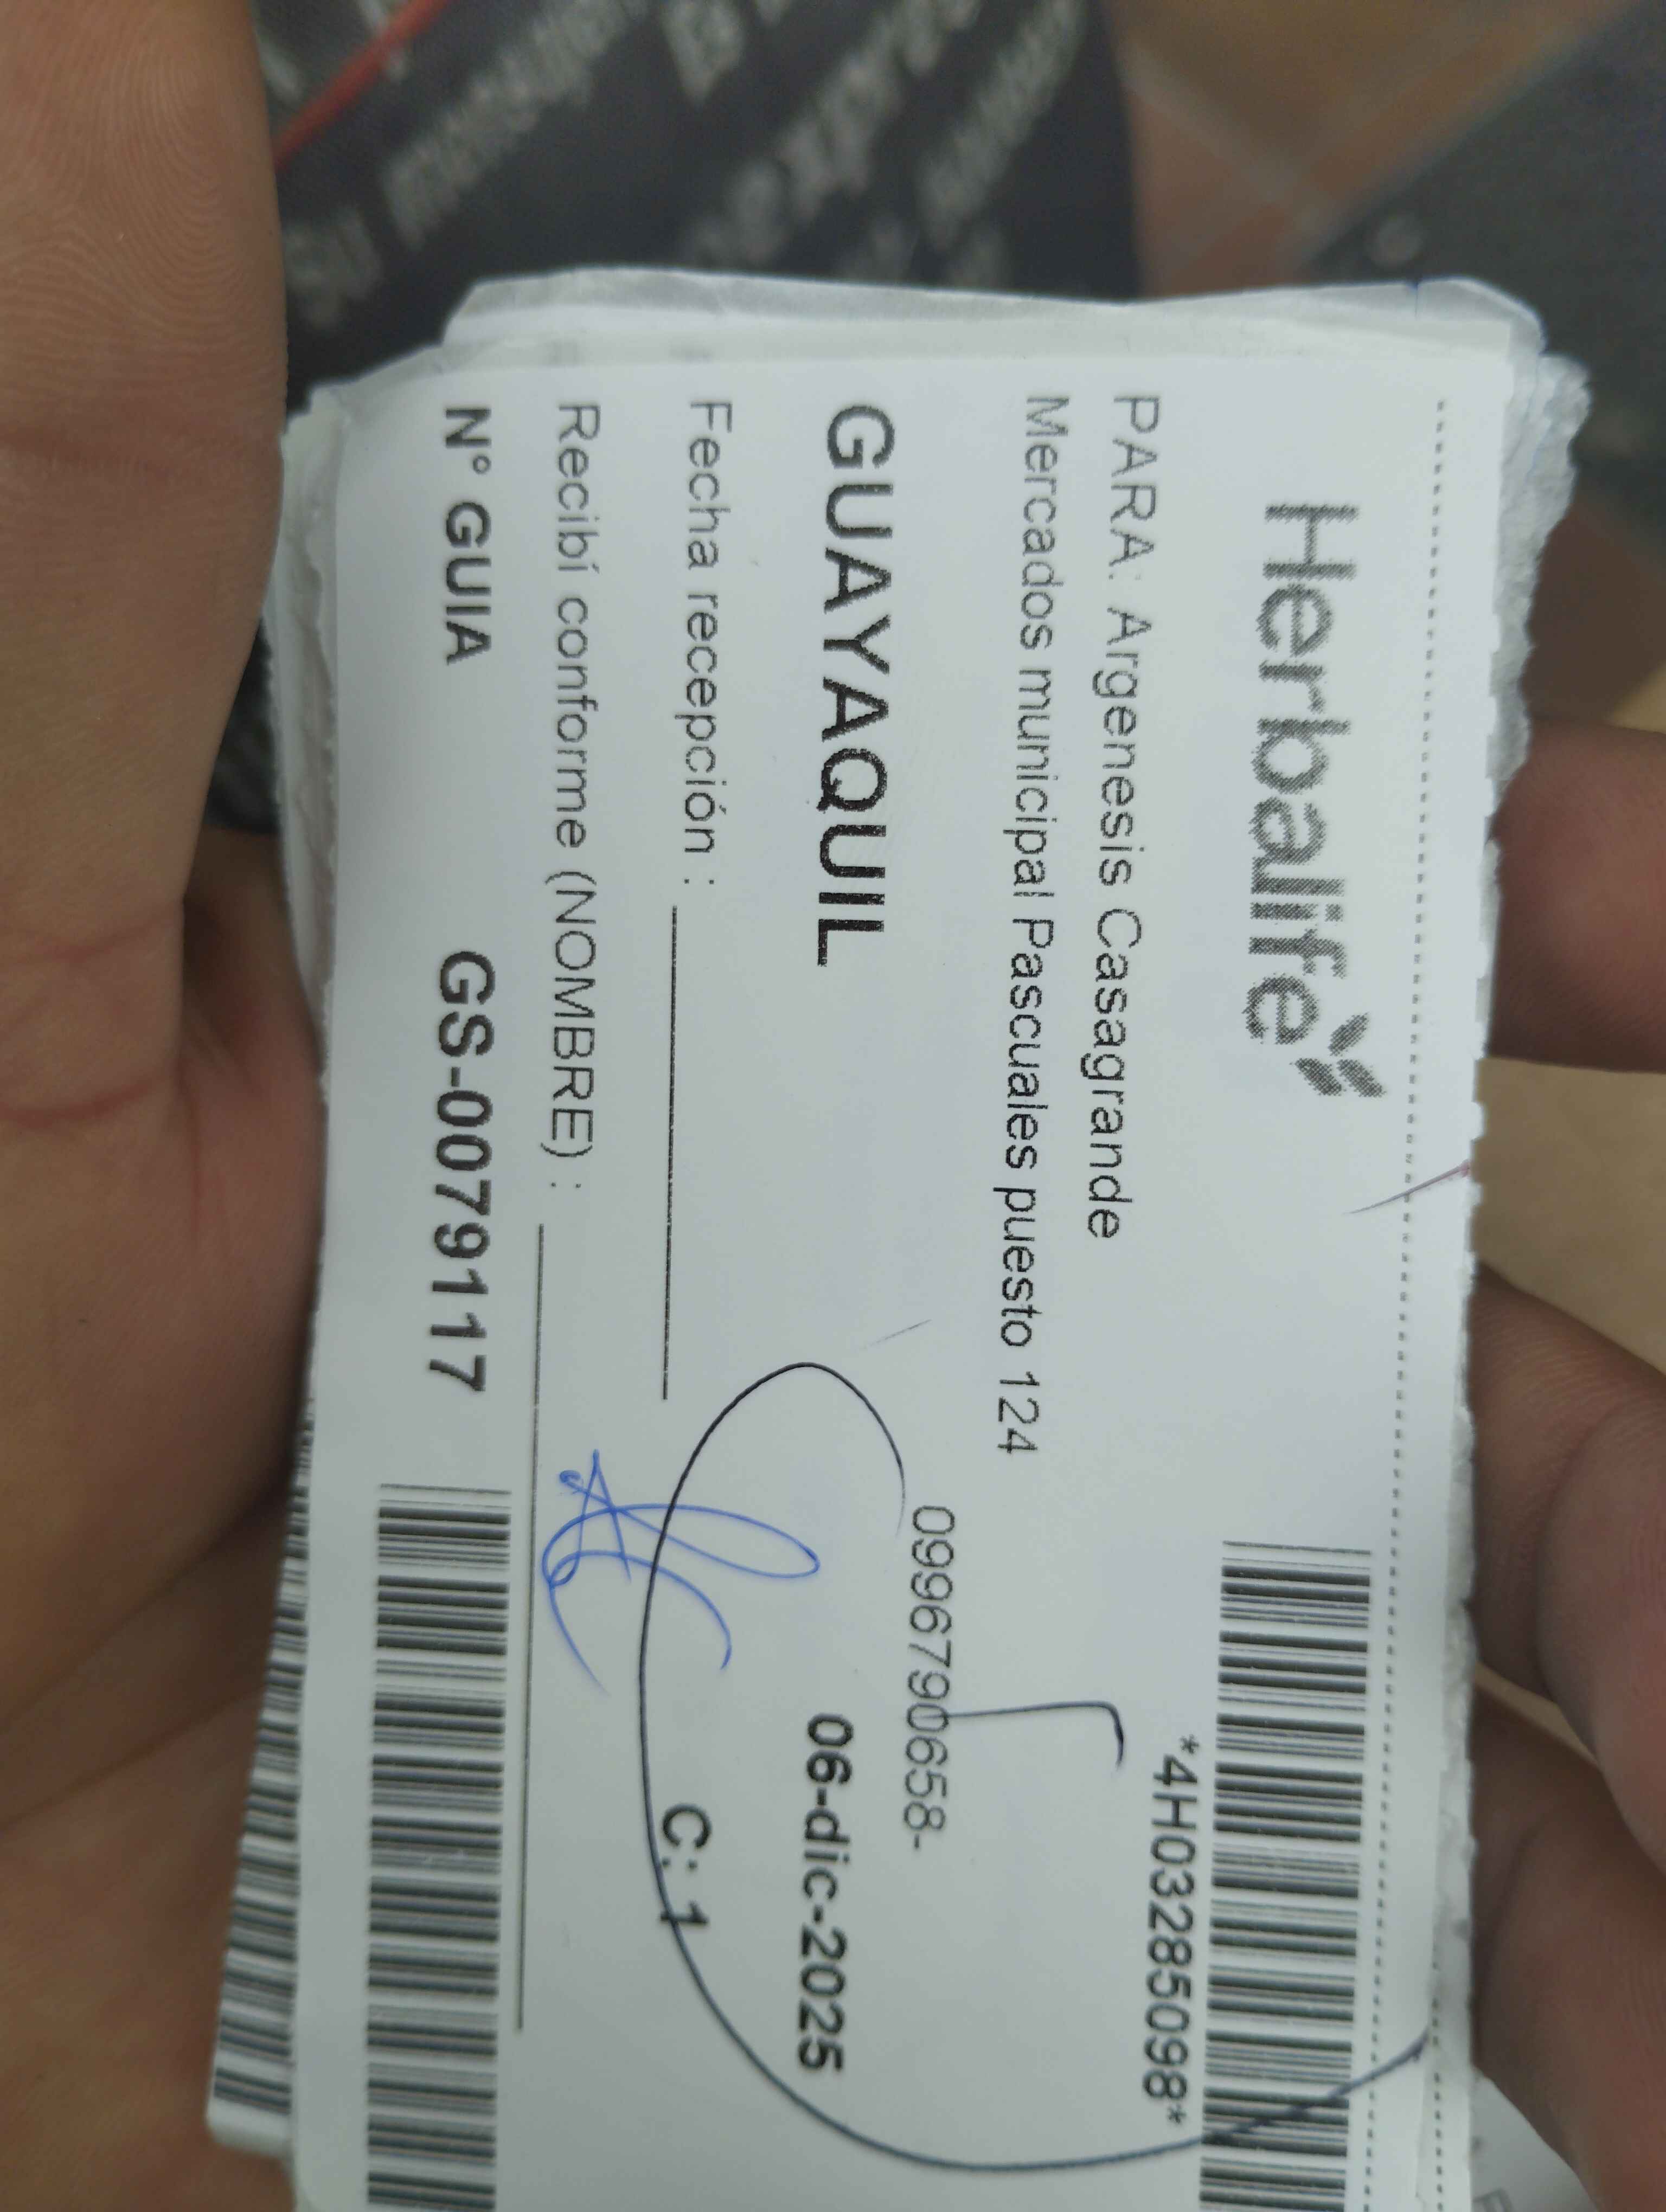 Herbalife
*4H03285098*
PARA: Argenesis Casagrande
Mercados municipal Pascuales puesto 124
0996790658-
GUAYAQUIL
06-dic-2025
Fecha recepción :
C: 1
Recibí conforme (NOMBRE) :
N° GUIA GS-0079117